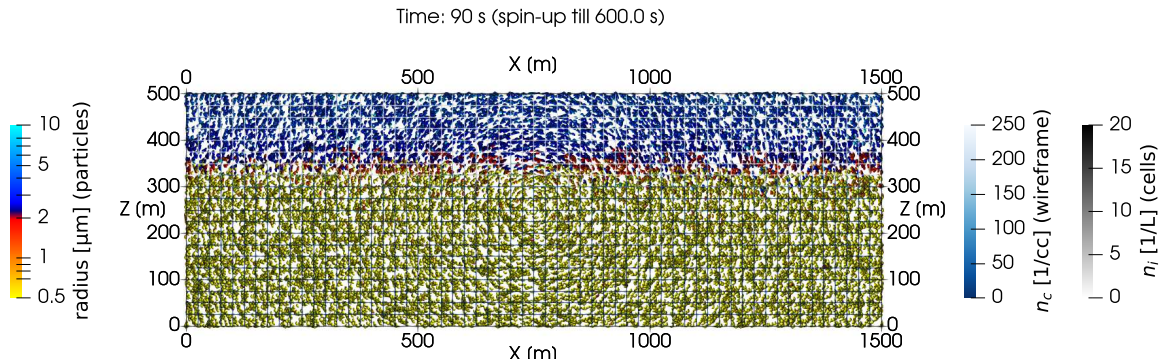 Time: 90 s (spin-up till 600.0 s)
X (m)
0 500 1000 1500
500 500
400 400
300 300
Z (m) Z (m)
200 200
100 100
0 0
0 500 1000 1500
X (m)
10
5
2
1
0.5
radius [µm] (particles)
250
200
150
100
50
0
n_c [1/cc] (wireframe)
20
15
10
5
0
n_i [1/L] (cells)